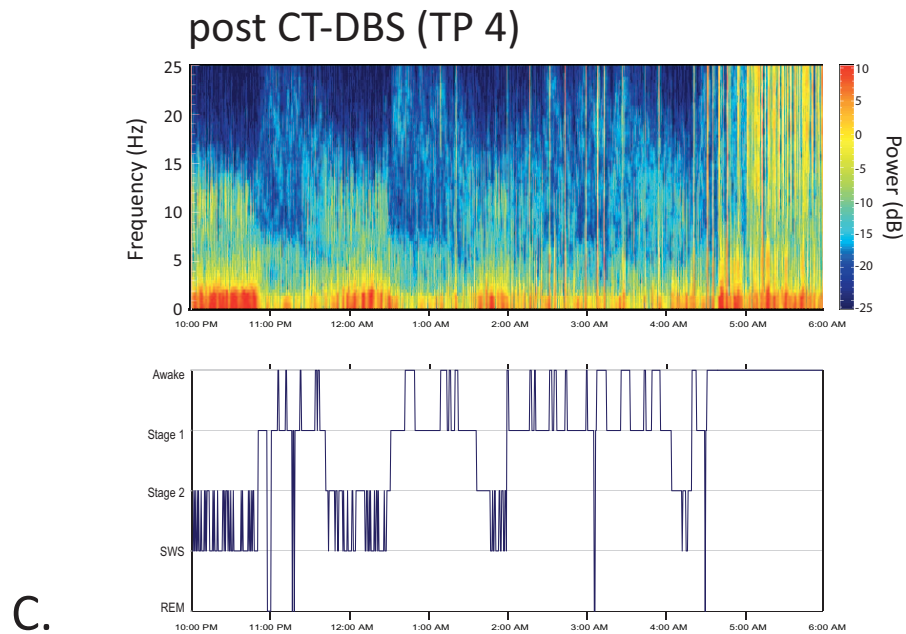 post CT-DBS (TP 4)
Frequency (Hz)
25
20
15
10
5
0
10:00 PM 11:00 PM 12:00 AM 1:00 AM 2:00 AM 3:00 AM 4:00 AM 5:00 AM 6:00 AM
10
5
0
-5
-10
-15
-20
-25
Power (dB)
Awake
Stage 1
Stage 2
SWS
REM
10:00 PM 11:00 PM 12:00 AM 1:00 AM 2:00 AM 3:00 AM 4:00 AM 5:00 AM 6:00 AM
C.